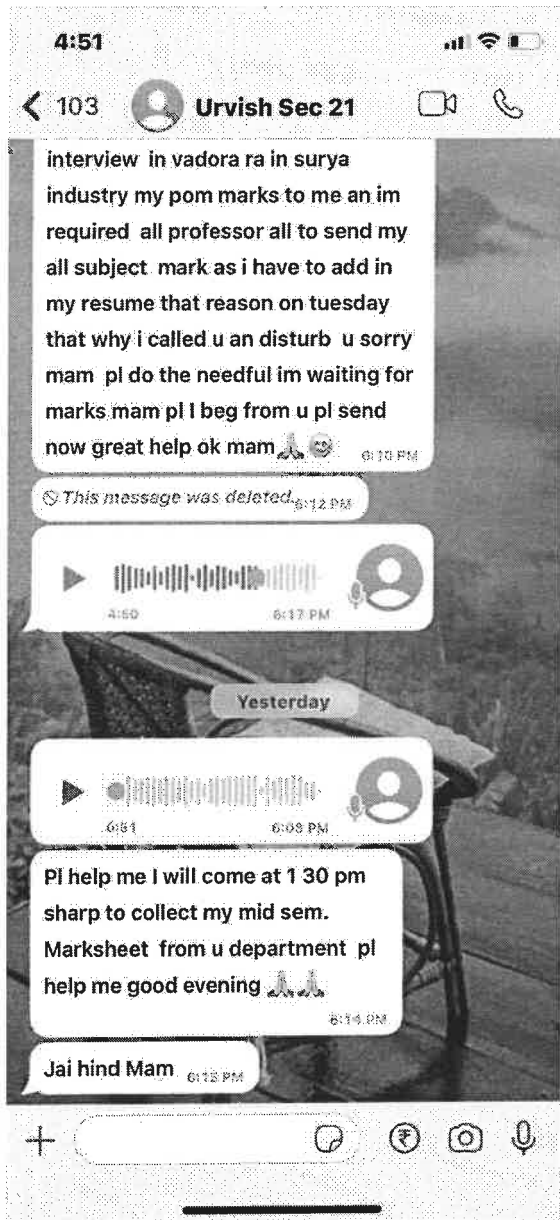 4:51
103 Urvish Sec 21
interview in vadora ra in surya
industry my pom marks to me an im
required all professor all to send my
all subject mark as i have to add in
my resume that reason on tuesday
that why i called u an disturb u sorry
mam pl do the needful im waiting for
marks mam pl I beg from u pl send
now great help ok mam🙏😊 6:10 PM
This message was deleted. 6:12 PM
6:17 PM
Yesterday
6:51 6:08 PM
Pl help me I will come at 1 30 pm
sharp to collect my mid sem.
Marksheet from u department pl
help me good evening 🙏🙏
6:14 PM
Jai hind Mam 6:15 PM